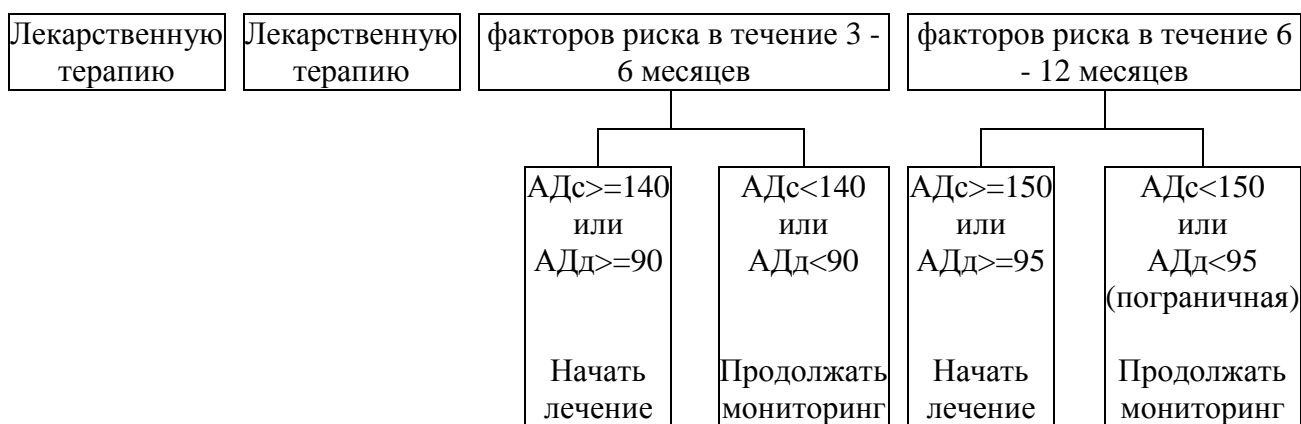 Лекарственную
терапию
Лекарственную
терапию
факторов риска в течение 3 -
6 месяцев
факторов риска в течение 6
- 12 месяцев
АДс>=140
или
АДд>=90
Начать
лечение
АДс<140
или
АДд<90
Продолжать
мониторинг
АДс>=150
или
АДд>=95
Начать
лечение
АДс<150
или
АДд<95
(пограничная)
Продолжать
мониторинг